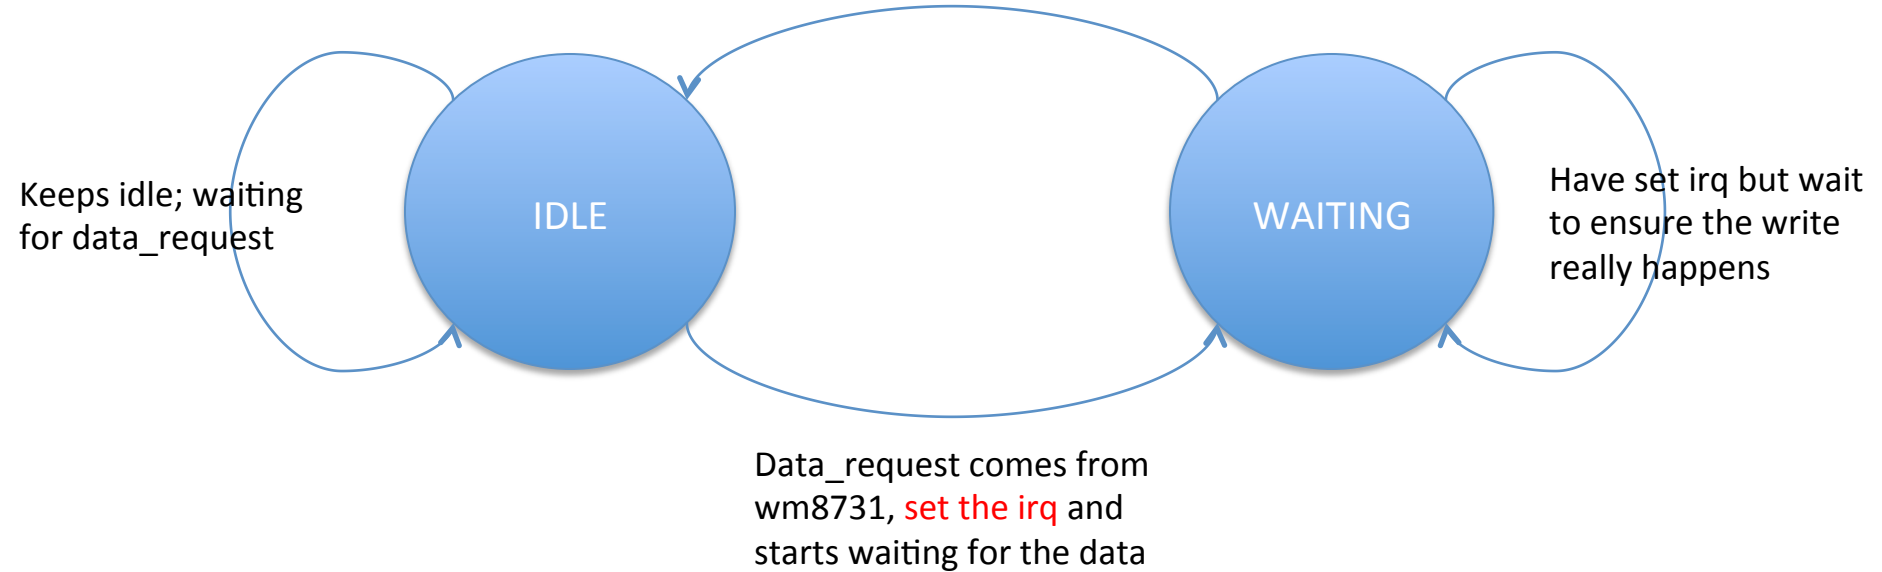 Keeps idle; waiting
for data_request
IDLE
WAITING
Have set irq but wait
to ensure the write
really happens
Data_request comes from
wm8731, set the irq and
starts waiting for the data